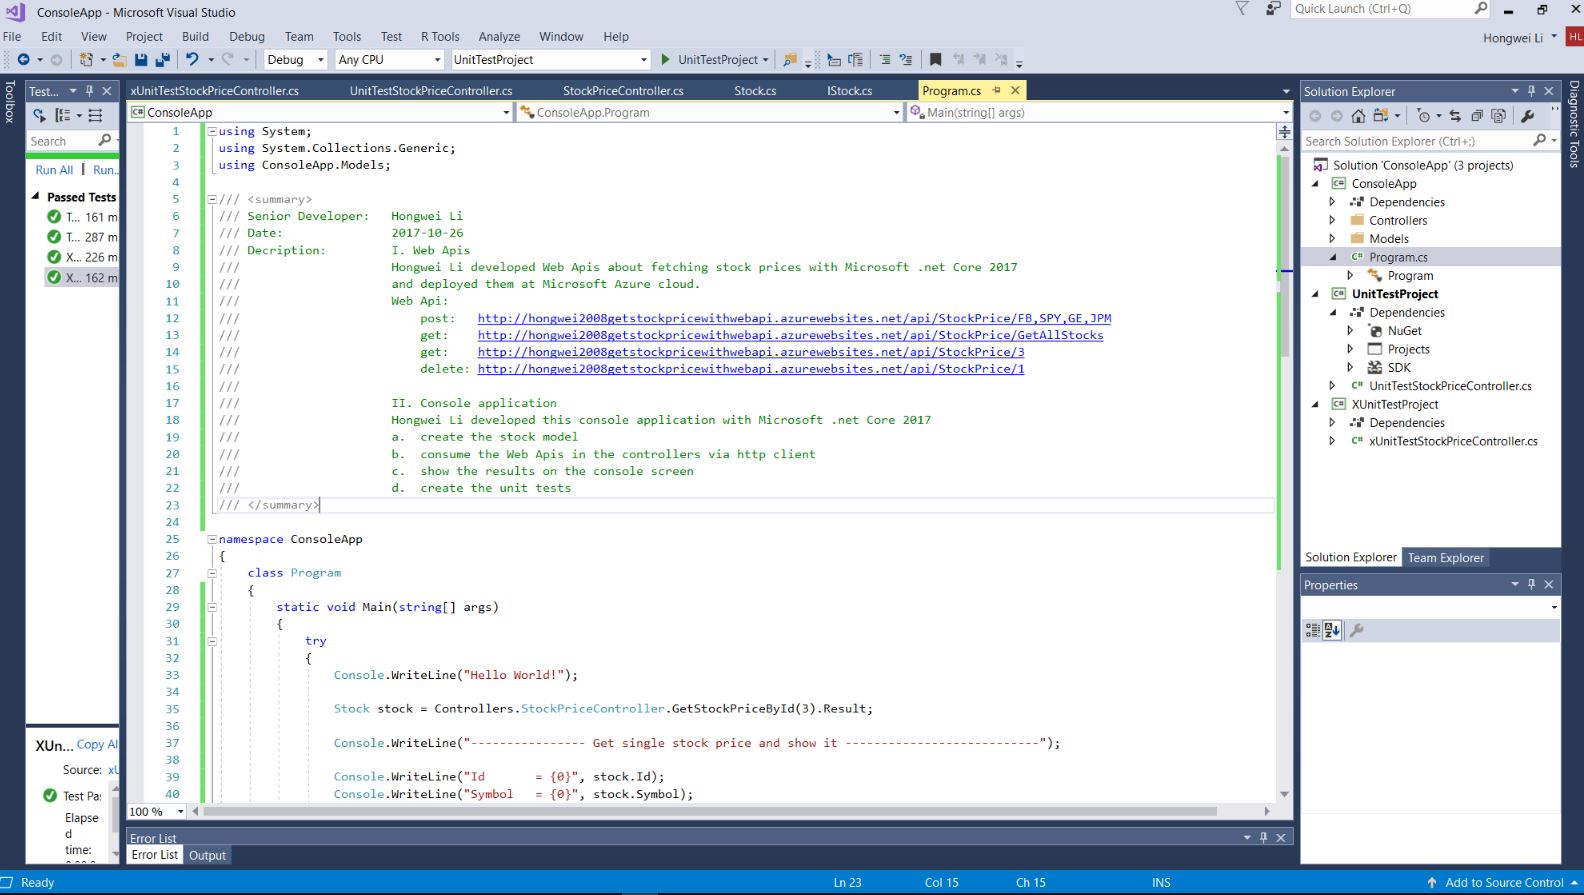 ConsoleApp - Microsoft Visual Studio
Quick Launch (Ctrl+Q)
File Edit View Project Build Debug Team Tools Test R Tools Analyze Window Help
Hongwei Li HL
Debug Any CPU UnitTestProject UnitTestProject
Toolbox
Test...
Search
Run All | Run...
Passed Tests
T... 161 m
T... 287 m
X... 226 m
X... 162 m
XUn... Copy Al
Source: xU
Test Pa
Elapse
d
time:
xUnitTestStockPriceController.cs UnitTestStockPriceController.cs StockPriceController.cs Stock.cs IStock.cs Program.cs
ConsoleApp ConsoleApp.Program Main(string[] args)
1 using System;
2 using System.Collections.Generic;
3 using ConsoleApp.Models;
4
5 /// <summary>
6 /// Senior Developer: Hongwei Li
7 /// Date: 2017-10-26
8 /// Decription: I. Web Apis
9 /// Hongwei Li developed Web Apis about fetching stock prices with Microsoft .net Core 2017
10 /// and deployed them at Microsoft Azure cloud.
11 /// Web Api:
12 /// post: http://hongwei2008getstockpricewithwebapi.azurewebsites.net/api/StockPrice/FB,SPY,GE,JPM
13 /// get: http://hongwei2008getstockpricewithwebapi.azurewebsites.net/api/StockPrice/GetAllStocks
14 /// get: http://hongwei2008getstockpricewithwebapi.azurewebsites.net/api/StockPrice/3
15 /// delete: http://hongwei2008getstockpricewithwebapi.azurewebsites.net/api/StockPrice/1
16 ///
17 /// II. Console application
18 /// Hongwei Li developed this console application with Microsoft .net Core 2017
19 /// a. create the stock model
20 /// b. consume the Web Apis in the controllers via http client
21 /// c. show the results on the console screen
22 /// d. create the unit tests
23 /// </summary>
24
25 namespace ConsoleApp
26 {
27 class Program
28 {
29 static void Main(string[] args)
30 {
31 try
32 {
33 Console.WriteLine("Hello World!");
34
35 Stock stock = Controllers.StockPriceController.GetStockPriceById(3).Result;
36
37 Console.WriteLine("---------------- Get single stock price and show it ---------------------------");
38
39 Console.WriteLine("Id = {0}", stock.Id);
40 Console.WriteLine("Symbol = {0}", stock.Symbol);
100 %
Error List
Error List Output
Solution Explorer
Search Solution Explorer (Ctrl+;)
Solution 'ConsoleApp' (3 projects)
ConsoleApp
Dependencies
Controllers
Models
Program.cs
Program
UnitTestProject
Dependencies
NuGet
Projects
SDK
UnitTestStockPriceController.cs
XUnitTestProject
Dependencies
xUnitTestStockPriceController.cs
Solution Explorer Team Explorer
Properties
Diagnostic Tools
Ready Ln 23 Col 15 Ch 15 INS Add to Source Control